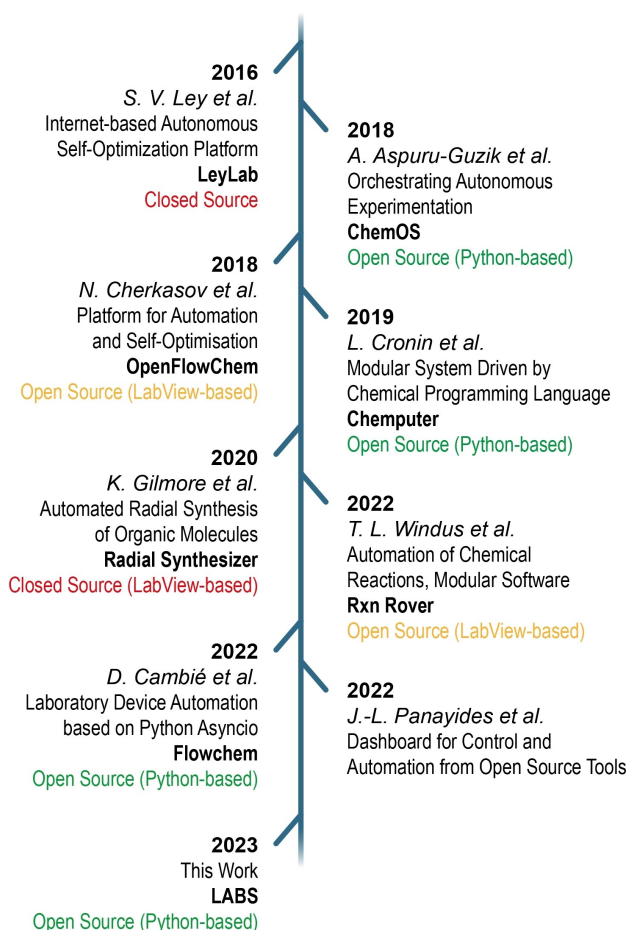 2016
S. V. Ley et al.
Internet-based Autonomous
Self-Optimization Platform
LeyLab
Closed Source
2018
A. Aspuru-Guzik et al.
Orchestrating Autonomous
Experimentation
ChemOS
Open Source (Python-based)
2018
N. Cherkasov et al.
Platform for Automation
and Self-Optimisation
OpenFlowChem
Open Source (LabView-based)
2019
L. Cronin et al.
Modular System Driven by
Chemical Programming Language
Chemputer
Open Source (Python-based)
2020
K. Gilmore et al.
Automated Radial Synthesis
of Organic Molecules
Radial Synthesizer
Closed Source (LabView-based)
2022
T. L. Windus et al.
Automation of Chemical
Reactions, Modular Software
Rxn Rover
Open Source (LabView-based)
2022
D. Cambié et al.
Laboratory Device Automation
based on Python Asyncio
Flowchem
Open Source (Python-based)
2022
J.-L. Panayides et al.
Dashboard for Control and
Automation from Open Source Tools
2023
This Work
LABS
Open Source (Python-based)